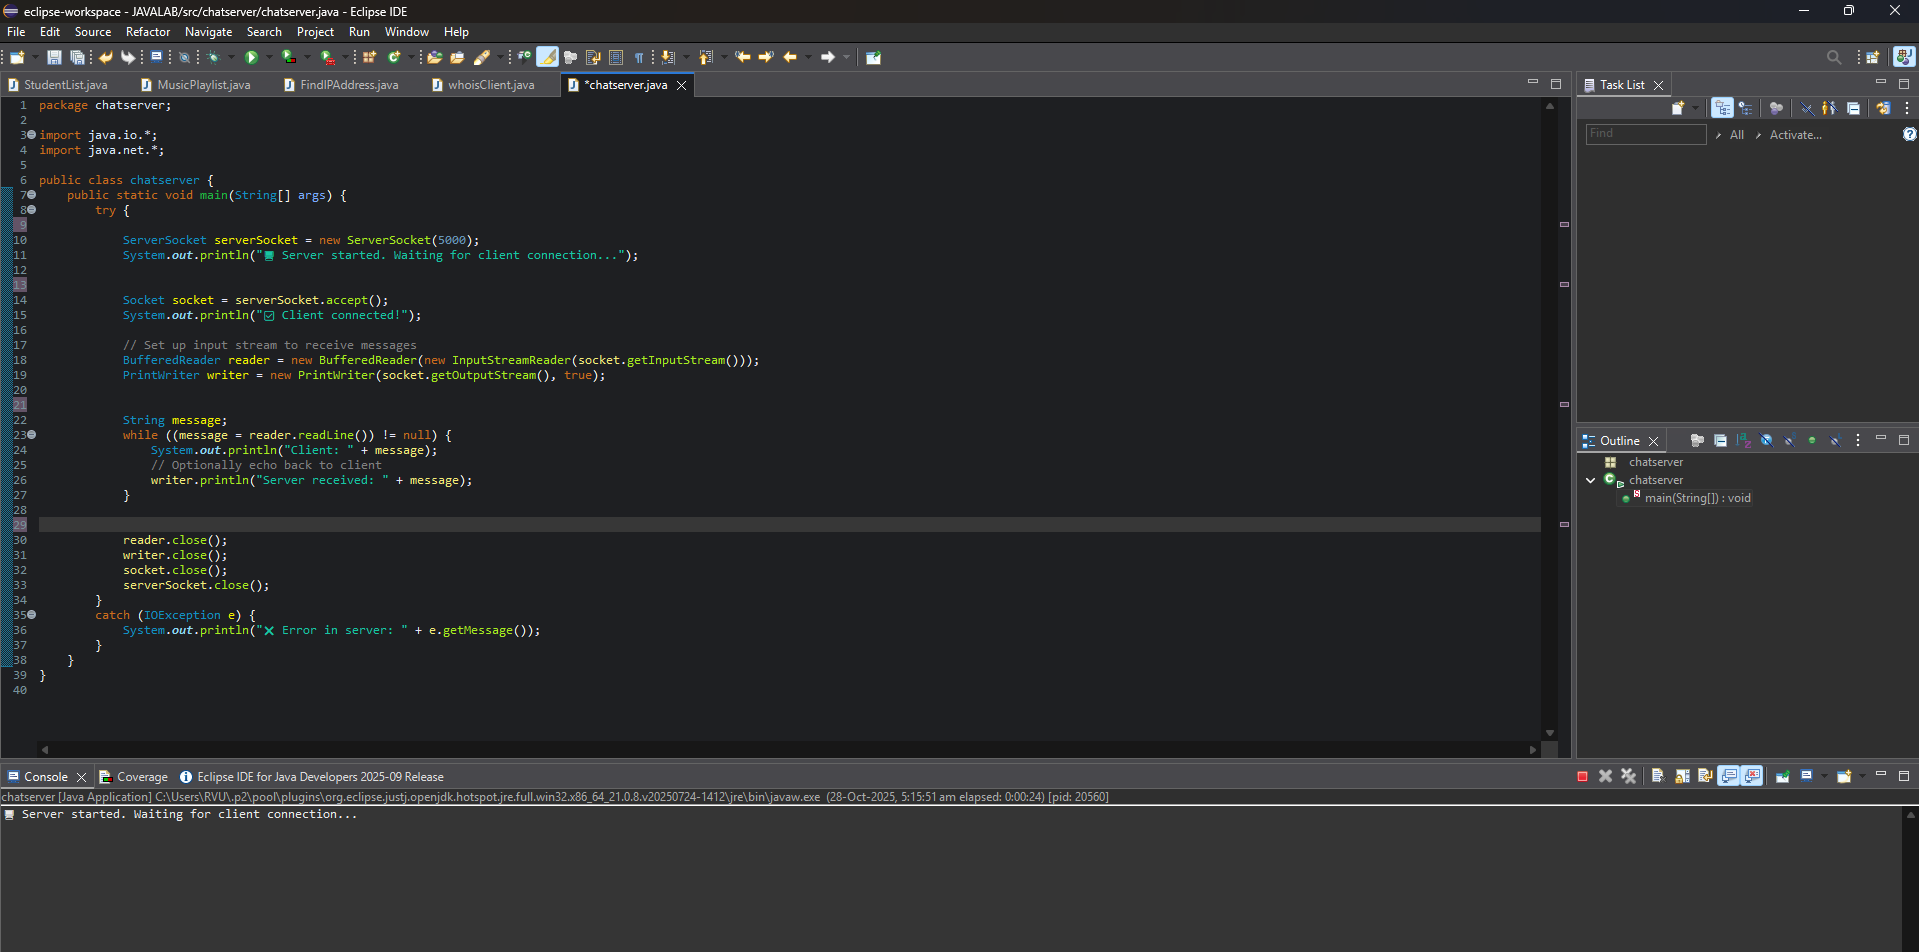 eclipse-workspace - JAVALAB/src/chatserver/chatserver.java - Eclipse IDE
File Edit Source Refactor Navigate Search Project Run Window Help
StudentList.java MusicPlaylist.java FindIPAddress.java whoisClient.java *chatserver.java
1 package chatserver;
2
3 import java.io.*;
4 import java.net.*;
5
6 public class chatserver {
7 public static void main(String[] args) {
8 try {
9
10 ServerSocket serverSocket = new ServerSocket(5000);
11 System.out.println("🖥 Server started. Waiting for client connection...");
12
13
14 Socket socket = serverSocket.accept();
15 System.out.println("✅ Client connected!");
16
17 // Set up input stream to receive messages
18 BufferedReader reader = new BufferedReader(new InputStreamReader(socket.getInputStream()));
19 PrintWriter writer = new PrintWriter(socket.getOutputStream(), true);
20
21
22 String message;
23 while ((message = reader.readLine()) != null) {
24 System.out.println("Client: " + message);
25 // Optionally echo back to client
26 writer.println("Server received: " + message);
27 }
28
29
30 reader.close();
31 writer.close();
32 socket.close();
33 serverSocket.close();
34 }
35 catch (IOException e) {
36 System.out.println("❌ Error in server: " + e.getMessage());
37 }
38 }
39 }
40
Task List
Find All Activate...
Outline
chatserver
chatserver
main(String[]) : void
Console Coverage Eclipse IDE for Java Developers 2025-09 Release
chatserver [Java Application] C:\Users\RVU\.p2\pool\plugins\org.eclipse.justj.openjdk.hotspot.jre.full.win32.x86_64_21.0.8.v20250724-1412\jre\bin\javaw.exe (28-Oct-2025, 5:15:51 am elapsed: 0:00:24) [pid: 20560]
🖥 Server started. Waiting for client connection...